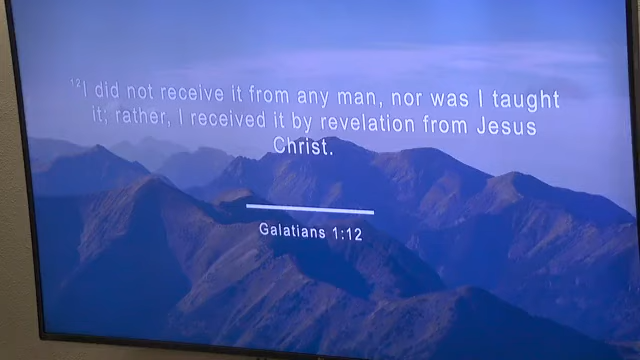 ¹²I did not receive it from any man, nor was I taught
it; rather, I received it by revelation from Jesus
Christ.
Galatians 1:12